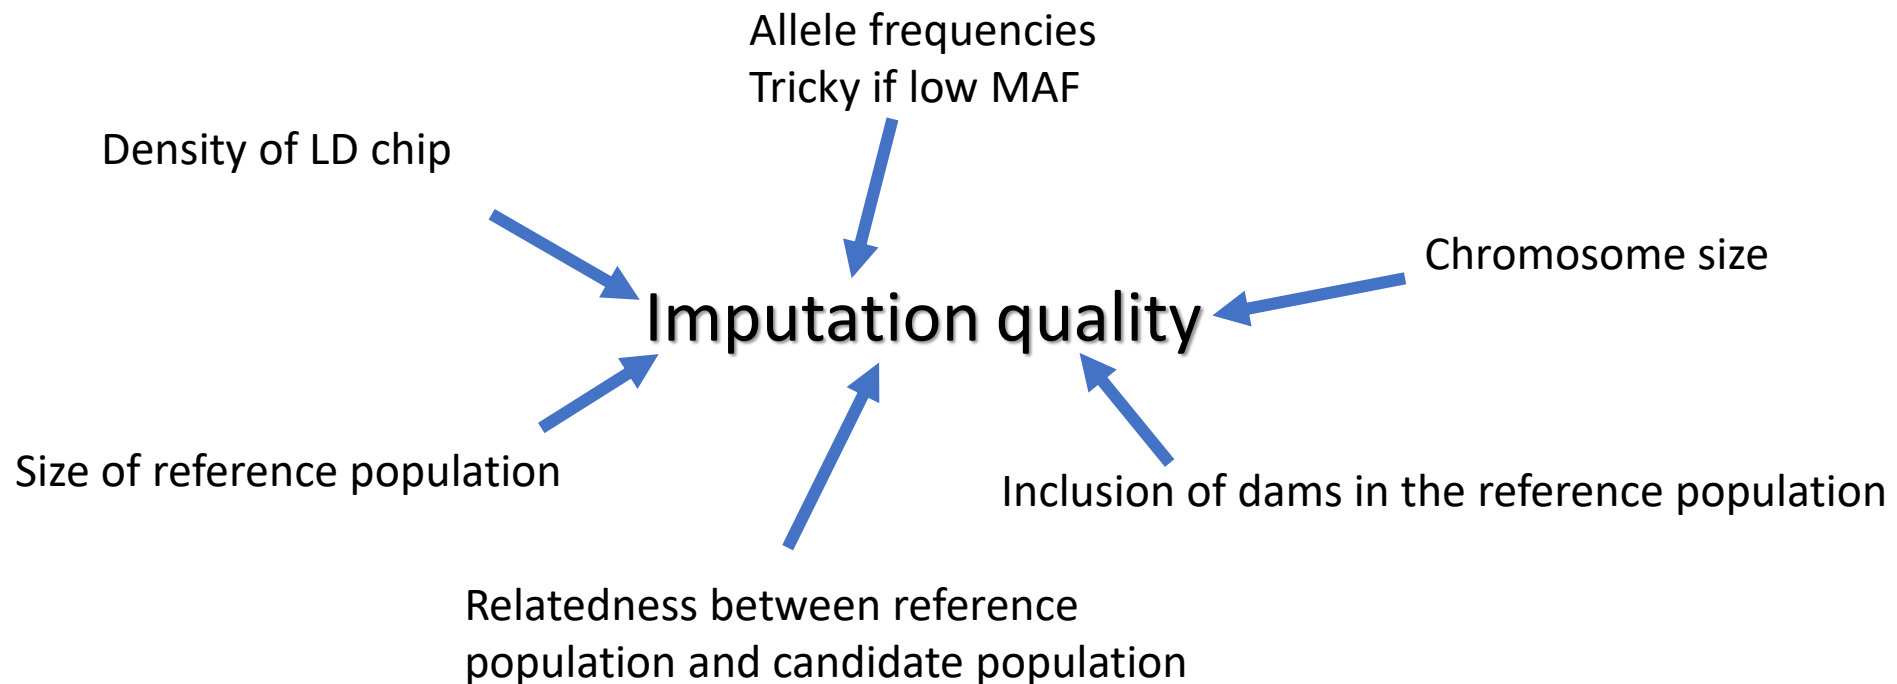 Allele frequencies
Tricky if low MAF
Density of LD chip
Chromosome size
Imputation quality
Size of reference population
Inclusion of dams in the reference population
Relatedness between reference
population and candidate population